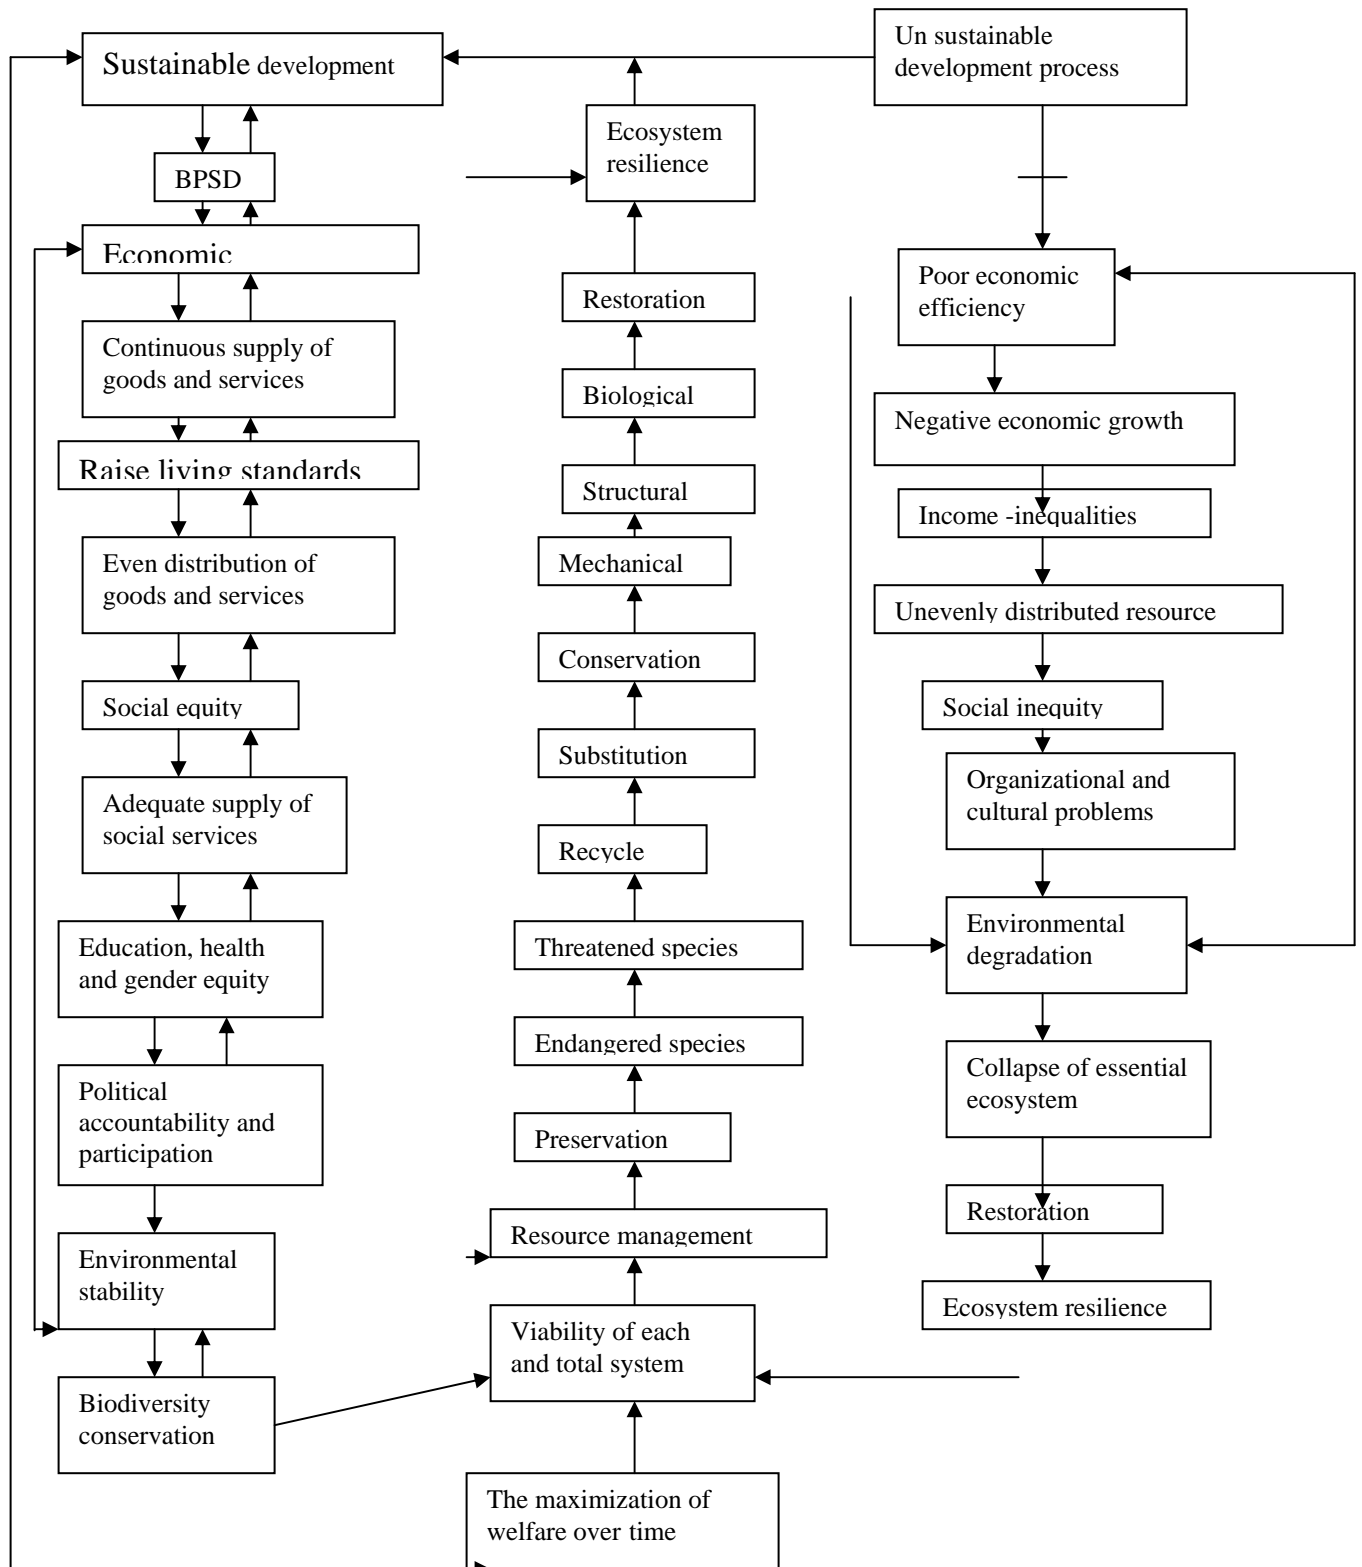 Sustainable development
BPSD
Economic
Continuous supply of
goods and services
Raise living standards
Even distribution of
goods and services
Social equity
Adequate supply of
social services
Education, health
and gender equity
Political
accountability and
participation
Environmental
stability
Biodiversity
conservation
Ecosystem
resilience
Restoration
Biological
Structural
Mechanical
Conservation
Substitution
Recycle
Threatened species
Endangered species
Preservation
Resource management
Viability of each
and total system
The maximization of
welfare over time
Un sustainable
development process
Poor economic
efficiency
Negative economic growth
Income -inequalities
Unevenly distributed resource
Social inequity
Organizational and
cultural problems
Environmental
degradation
Collapse of essential
ecosystem
Restoration
Ecosystem resilience